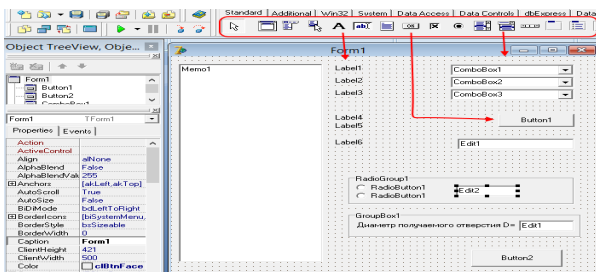 Standard Additional Win32 System Data Access Data Controls dbExpress Data
Object TreeView, Obje...
Form1
Button1
Button2
ComboBox1
Form1 TForm1
Properties Events
Action
ActiveControl
Align alNone
AlphaBlend False
AlphaBlendValu 255
Anchors [akLeft,akTop]
AutoScroll True
AutoSize False
BiDiMode bdLeftToRight
BorderIcons [biSystemMenu,
BorderStyle bsSizeable
BorderWidth 0
Caption Form1
ClientHeight 421
ClientWidth 500
Color clBtnFace
Form1
Memo1
Label1 ComboBox1
Label2 ComboBox2
Label3 ComboBox3
Label4
Label5
Button1
Label6 Edit1
RadioGroup1
RadioButton1
RadioButton1
Edit2
GroupBox1
Диаметр получаемого отверстия D= Edit1
Button2